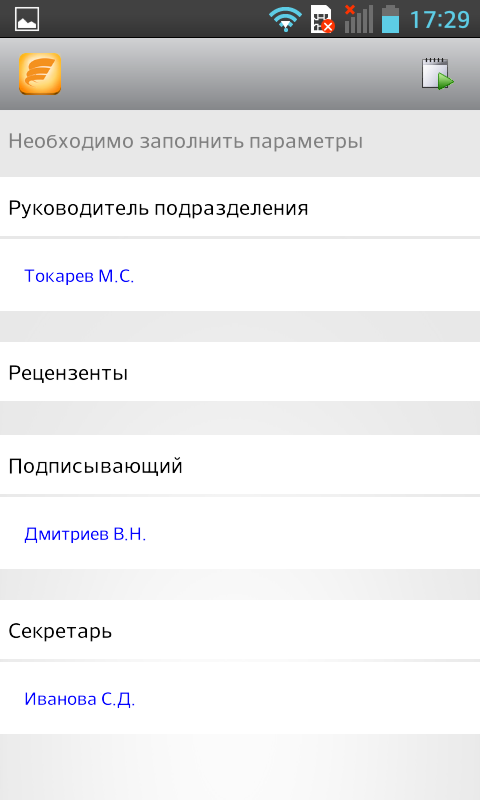 17:29
Необходимо заполнить параметры
Руководитель подразделения
Токарев М.С.
Рецензенты
Подписывающий
Дмитриев В.Н.
Секретарь
Иванова С.Д.